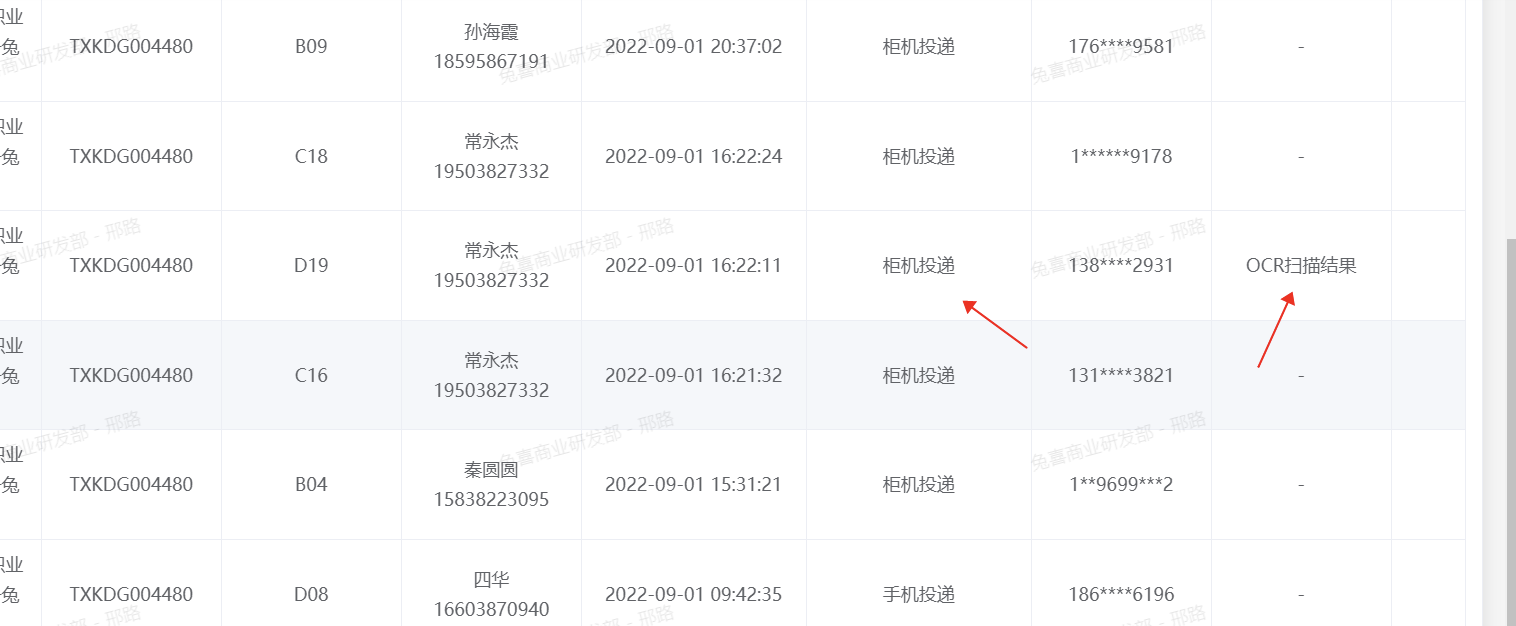 职业
兔
TXKDG004480
B09
孙海霞
18595867191
2022-09-01 20:37:02
柜机投递
176****9581
-
职业
兔
TXKDG004480
C18
常永杰
19503827332
2022-09-01 16:22:24
柜机投递
1******9178
-
职业
兔
TXKDG004480
D19
常永杰
19503827332
2022-09-01 16:22:11
柜机投递
138****2931
OCR扫描结果
职业
兔
TXKDG004480
C16
常永杰
19503827332
2022-09-01 16:21:32
柜机投递
131****3821
-
职业
兔
TXKDG004480
B04
秦圆圆
15838223095
2022-09-01 15:31:21
柜机投递
1**9699***2
-
职业
兔
TXKDG004480
D08
四华
16603870940
2022-09-01 09:42:35
手机投递
186****6196
-
兔喜商业研发部 - 邢路